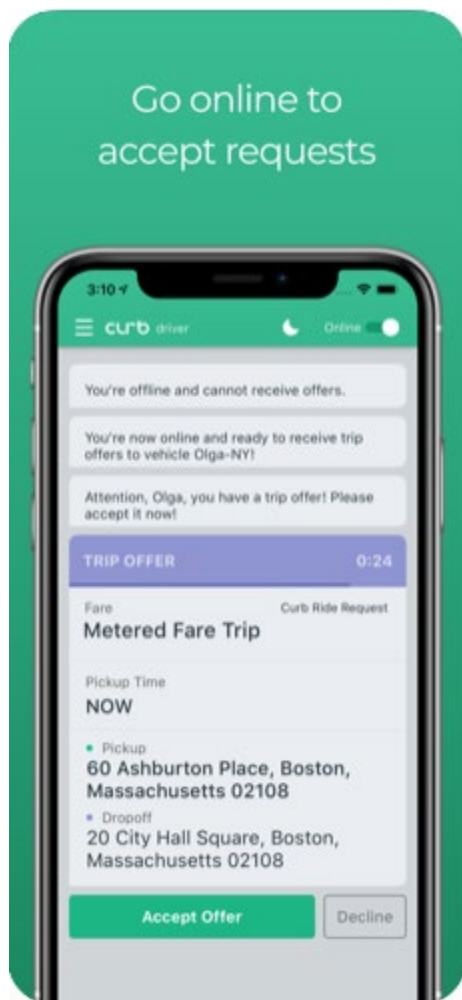 Go online to
accept requests
3:10
curb driver
Online
You're offline and cannot receive offers.
You're now online and ready to receive trip
offers to vehicle Olga-NY!
Attention, Olga, you have a trip offer! Please
accept it now!
TRIP OFFER 0:24
Fare Curb Ride Request
Metered Fare Trip
Pickup Time
NOW
Pickup
60 Ashburton Place, Boston,
Massachusetts 02108
Dropoff
20 City Hall Square, Boston,
Massachusetts 02108
Accept Offer Decline